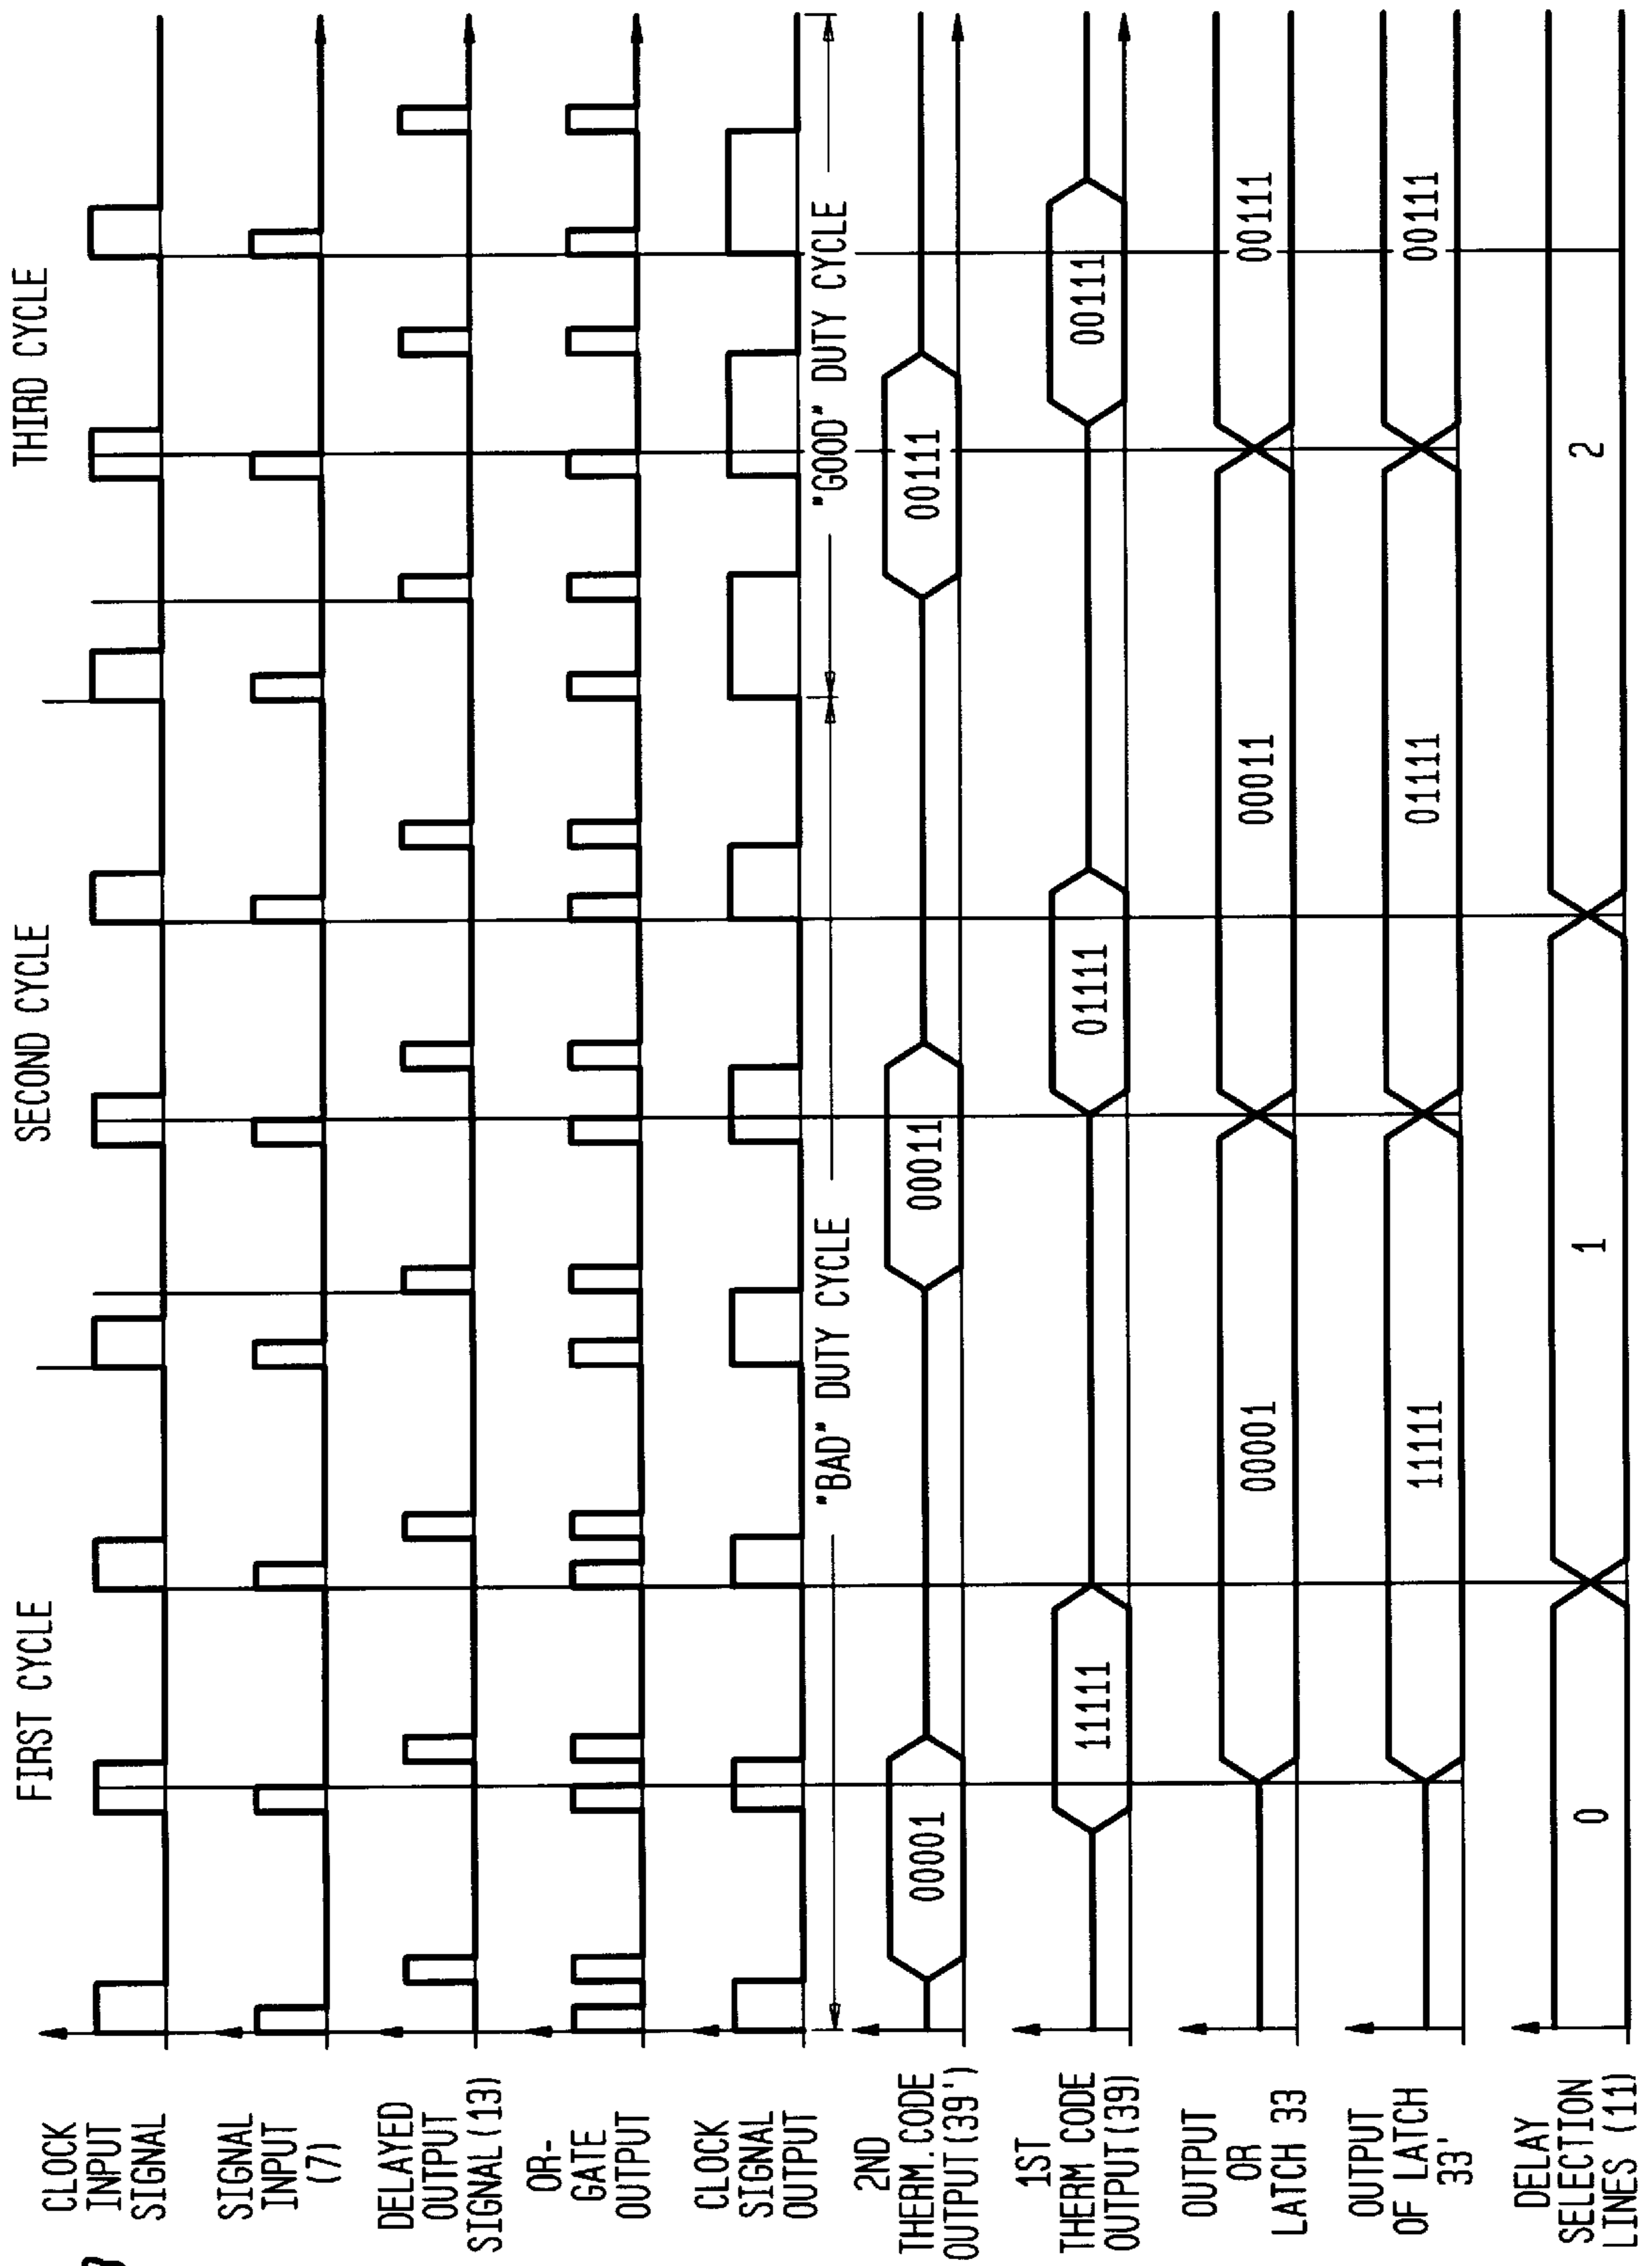 FIRST CYCLE
SECOND CYCLE
THIRD CYCLE
CLOCK
INPUT
SIGNAL
SIGNAL
INPUT
(7)
DELAYED
OUTPUT
SIGNAL (13)
OR-
GATE
OUTPUT
CLOCK
SIGNAL
OUTPUT
"BAD" DUTY CYCLE
"GOOD" DUTY CYCLE
2ND
THERM. CODE
OUTPUT (39')
00001
00011
00111
1ST
THERM CODE
OUTPUT (39)
11111
01111
00111
OUTPUT
OR
LATCH 33
00001
00011
00111
OUTPUT
OF LATCH
33'
11111
01111
00111
DELAY
SELECTION
LINES (11)
0
1
2